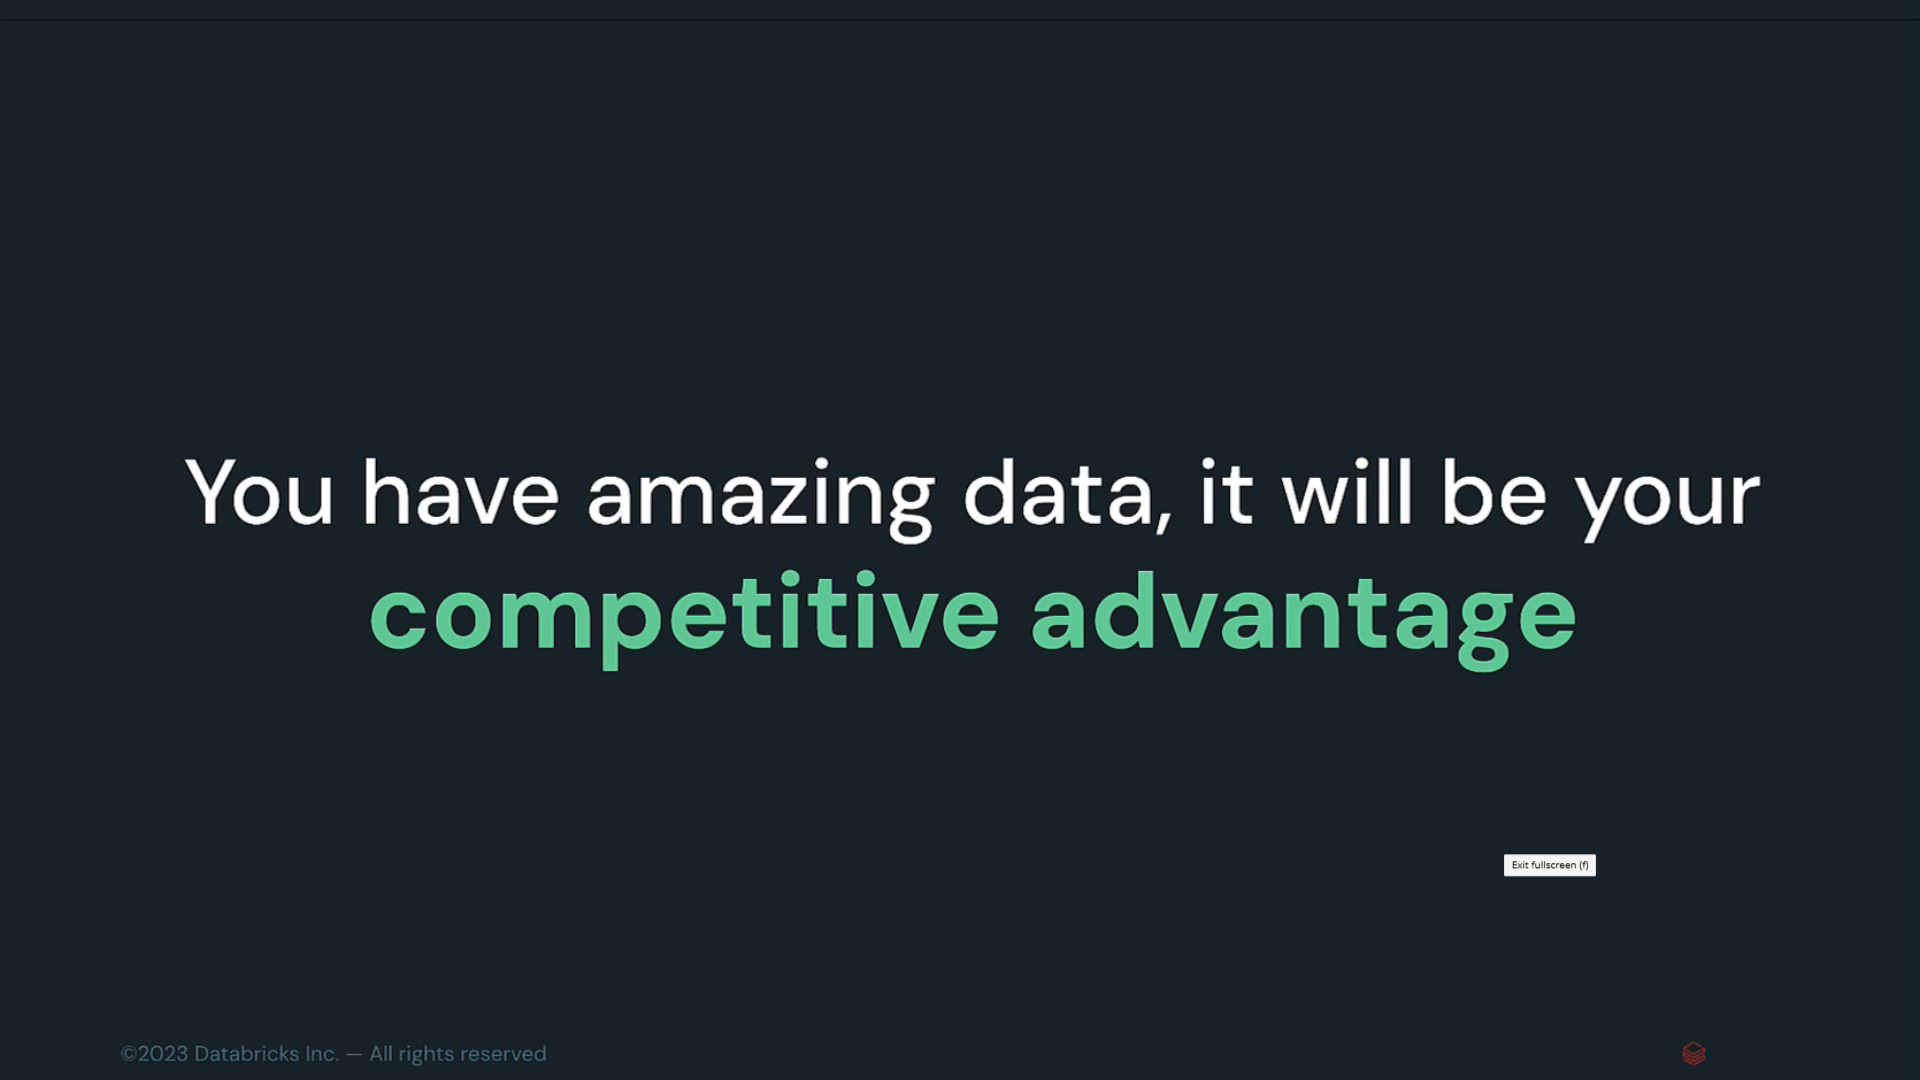 You have amazing data, it will be your
competitive advantage
Exit fullscreen (f)
©2023 Databricks Inc. — All rights reserved